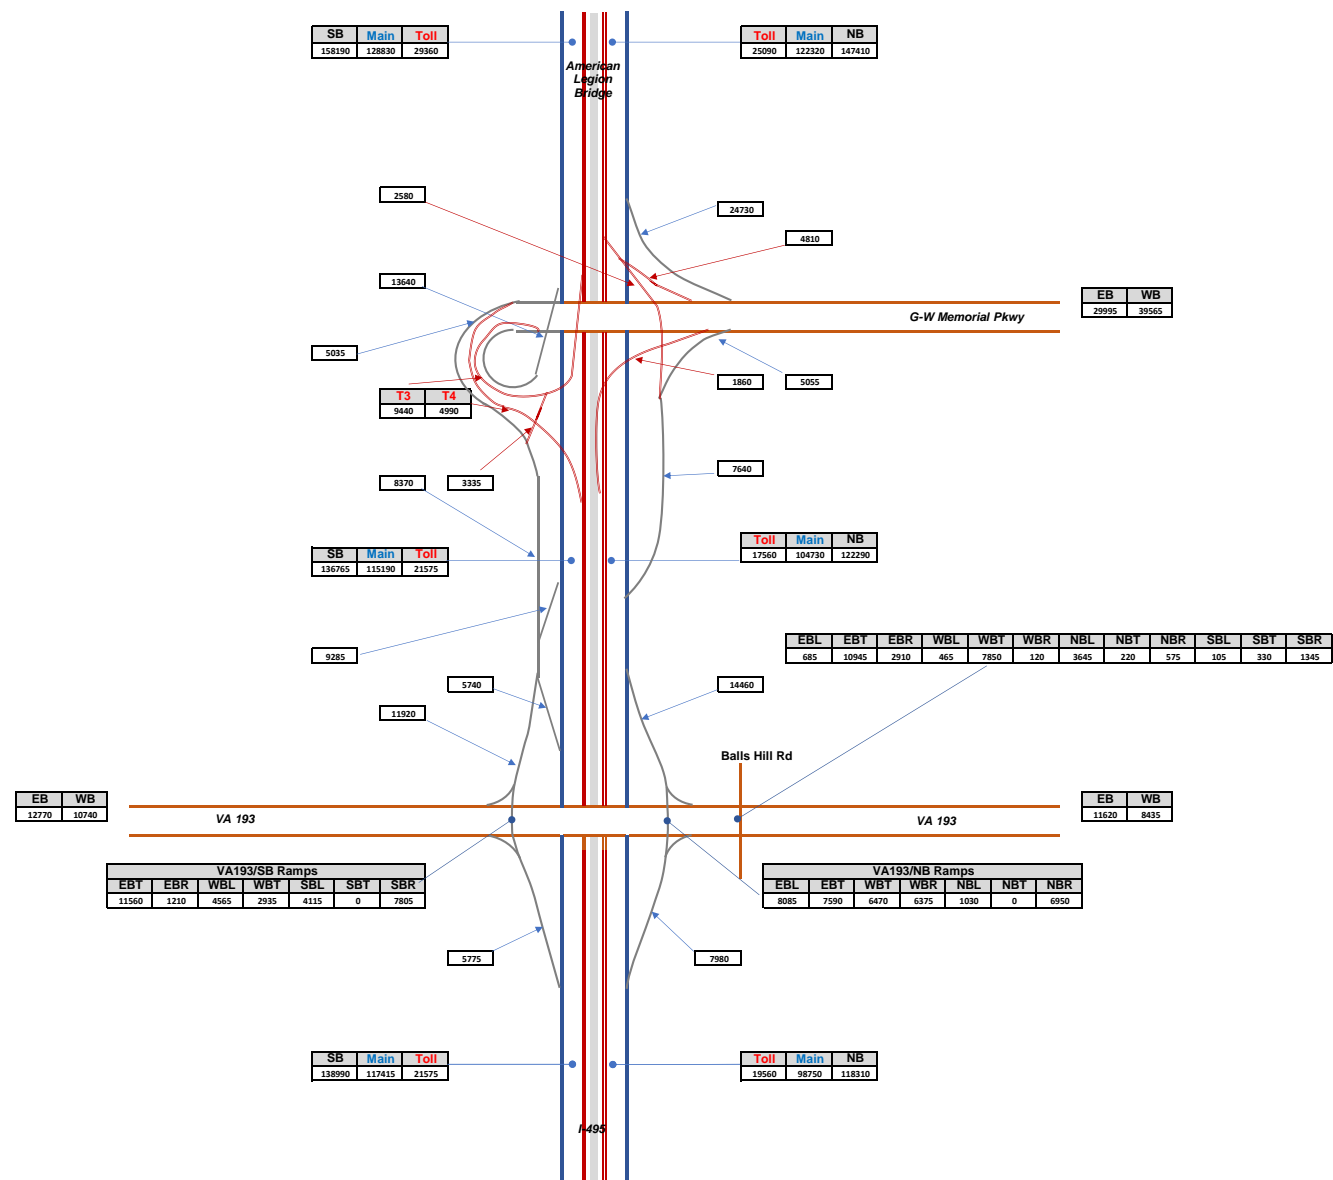 SB Main Toll
158190 128830 29360
Toll Main NB
25090 122320 147410
American
Legion
Bridge
2580
24730
4810
13640
EB WB
29995 39565
G-W Memorial Pkwy
5035
1860
5055
T3 T4
9440 4990
7640
8370
3335
SB Main Toll
136765 115190 21575
Toll Main NB
17560 104730 122290
EBL EBT EBR WBL WBT WBR NBL NBT NBR SBL SBT SBR
685 10945 2910 465 7850 120 3645 220 575 105 330 1345
9285
5740
14460
11920
Balls Hill Rd
EB WB
12770 10740
EB WB
11620 8435
VA 193
VA 193
VA193/SB Ramps
EBT EBR WBL WBT SBL SBT SBR
11560 1210 4565 2935 4115 0 7805
VA193/NB Ramps
EBL EBT WBT WBR NBL NBT NBR
8085 7590 6470 6375 1030 0 6950
5775
7980
SB Main Toll
138990 117415 21575
Toll Main NB
19560 98750 118310
I-495